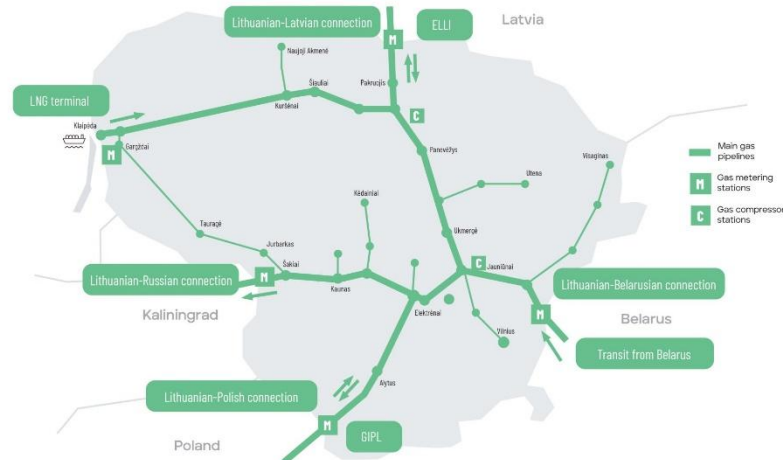 Latvia
Lithuanian-Latvian connection
M
ELLI
Naujoji Akmenė
Pakruojis
Šiauliai
LNG terminal
Kuršėnai
C
Klaipėda
Gargždai
M
Panevėžys
Visaginas
Main gas
pipelines
Utena
M
Gas metering
stations
Kėdainiai
C
Gas compressor
stations
Tauragė
Ukmergė
Jurbarkas
C
Jauniūnai
Lithuanian-Russian connection
M
Šakiai
Kaunas
Lithuanian-Belarusian connection
Kaliningrad
Elektrėnai
M
Belarus
Vilnius
Transit from Belarus
Alytus
Lithuanian-Polish connection
M
GIPL
Poland